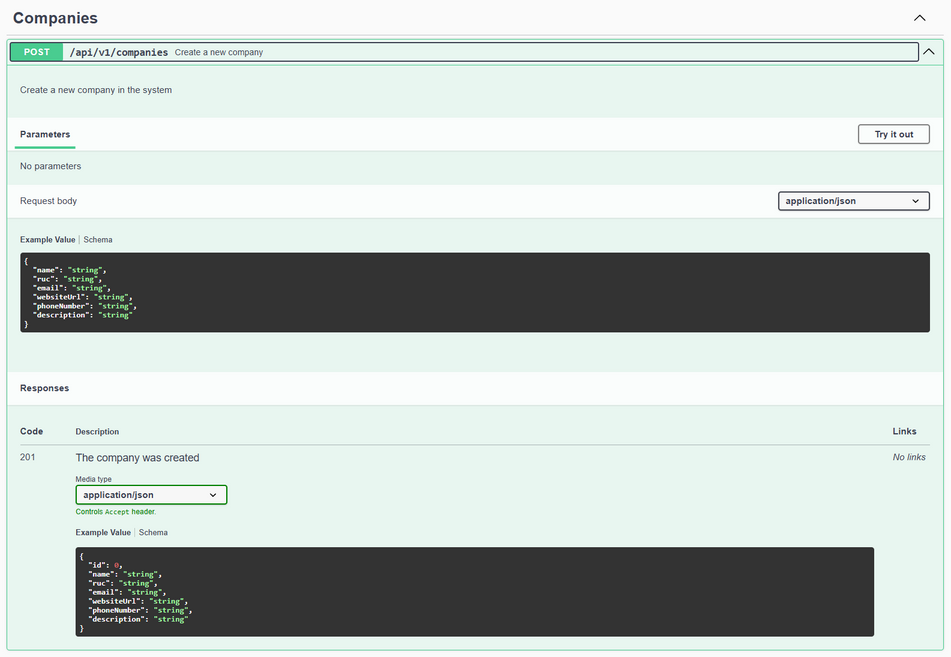 Companies
POST /api/v1/companies Create a new company
Create a new company in the system
Parameters Try it out
No parameters
Request body application/json
Example Value | Schema
{
  "name": "string",
  "ruc": "string",
  "email": "string",
  "websiteUrl": "string",
  "phoneNumber": "string",
  "description": "string"
}
Responses
Code Description Links
201 The company was created No links
Media type
application/json
Controls Accept header.
Example Value | Schema
{
  "id": 0,
  "name": "string",
  "ruc": "string",
  "email": "string",
  "websiteUrl": "string",
  "phoneNumber": "string",
  "description": "string"
}